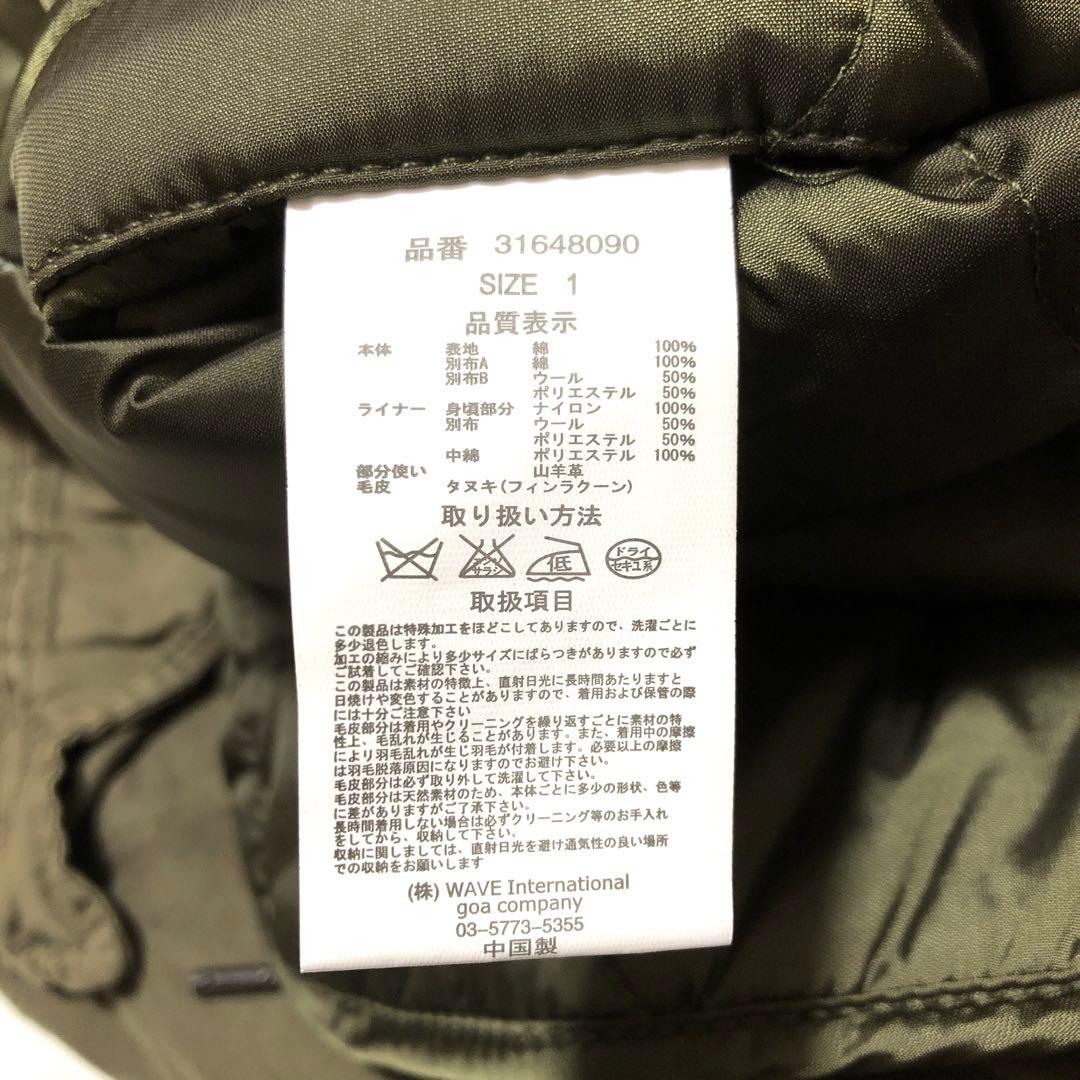 品番 31648090
SIZE 1
品質表示
本体 表地 綿 100%
別布A 綿 100%
別布B ウール 50%
ポリエステル 50%
ライナー 身頃部分 ナイロン 100%
別布 ウール 50%
ポリエステル 50%
中綿 ポリエステル 100%
部分使い 山羊革
毛皮 タヌキ(フィンラクーン)
取り扱い方法
エンソ サラシ 低 ドライ
セキユ系
取扱項目
この製品は特殊加工をほどこしてありますので、洗濯ごとに
多少退色します。
加工の縮みにより多少サイズにばらつきがありますので必ず
ご試着してご確認下さい。
この製品は素材の特徴上、直射日光に長時間あたりますと
日焼けや変色することがありますので、着用および保管の際
には十分ご注意下さい
毛皮部分は着用やクリーニングを繰り返すごとに素材の特
性上、毛乱れが生じることがあります。また、着用中の摩擦
により羽毛乱れが生じ羽毛が付着します。必要以上の摩擦
は羽毛脱落原因になりますのでお避け下さい。
毛皮部分は必ず取り外して洗濯して下さい。
毛皮部分は天然素材のため、本体ごとに多少の形状、色等
に差がありますがご了承下さい。
長時間着用しない場合は必ずクリーニング等のお手入れ
をしてから、収納して下さい。
収納に関しましては、直射日光を避け通気性の良い場所
での収納をお願いします
(株) WAVE International
goa company
03-5773-5355
中国製